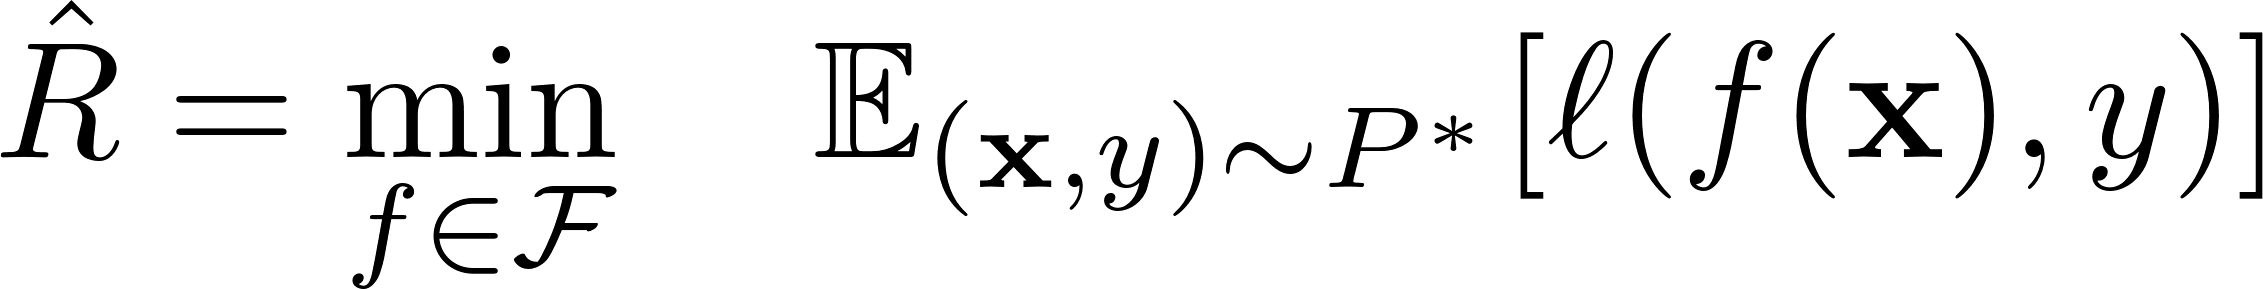 R̂ = min_{f∈ℱ} 𝔼_{(𝐱,y)∼P*} [ℓ(f(𝐱), y)]